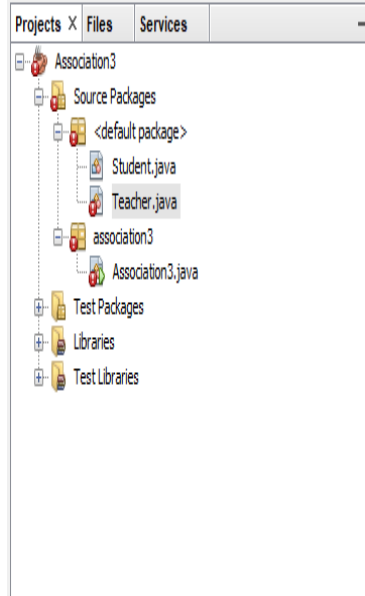 Projects X Files Services
Association3
Source Packages
<default package>
Student.java
Teacher.java
association3
Association3.java
Test Packages
Libraries
Test Libraries